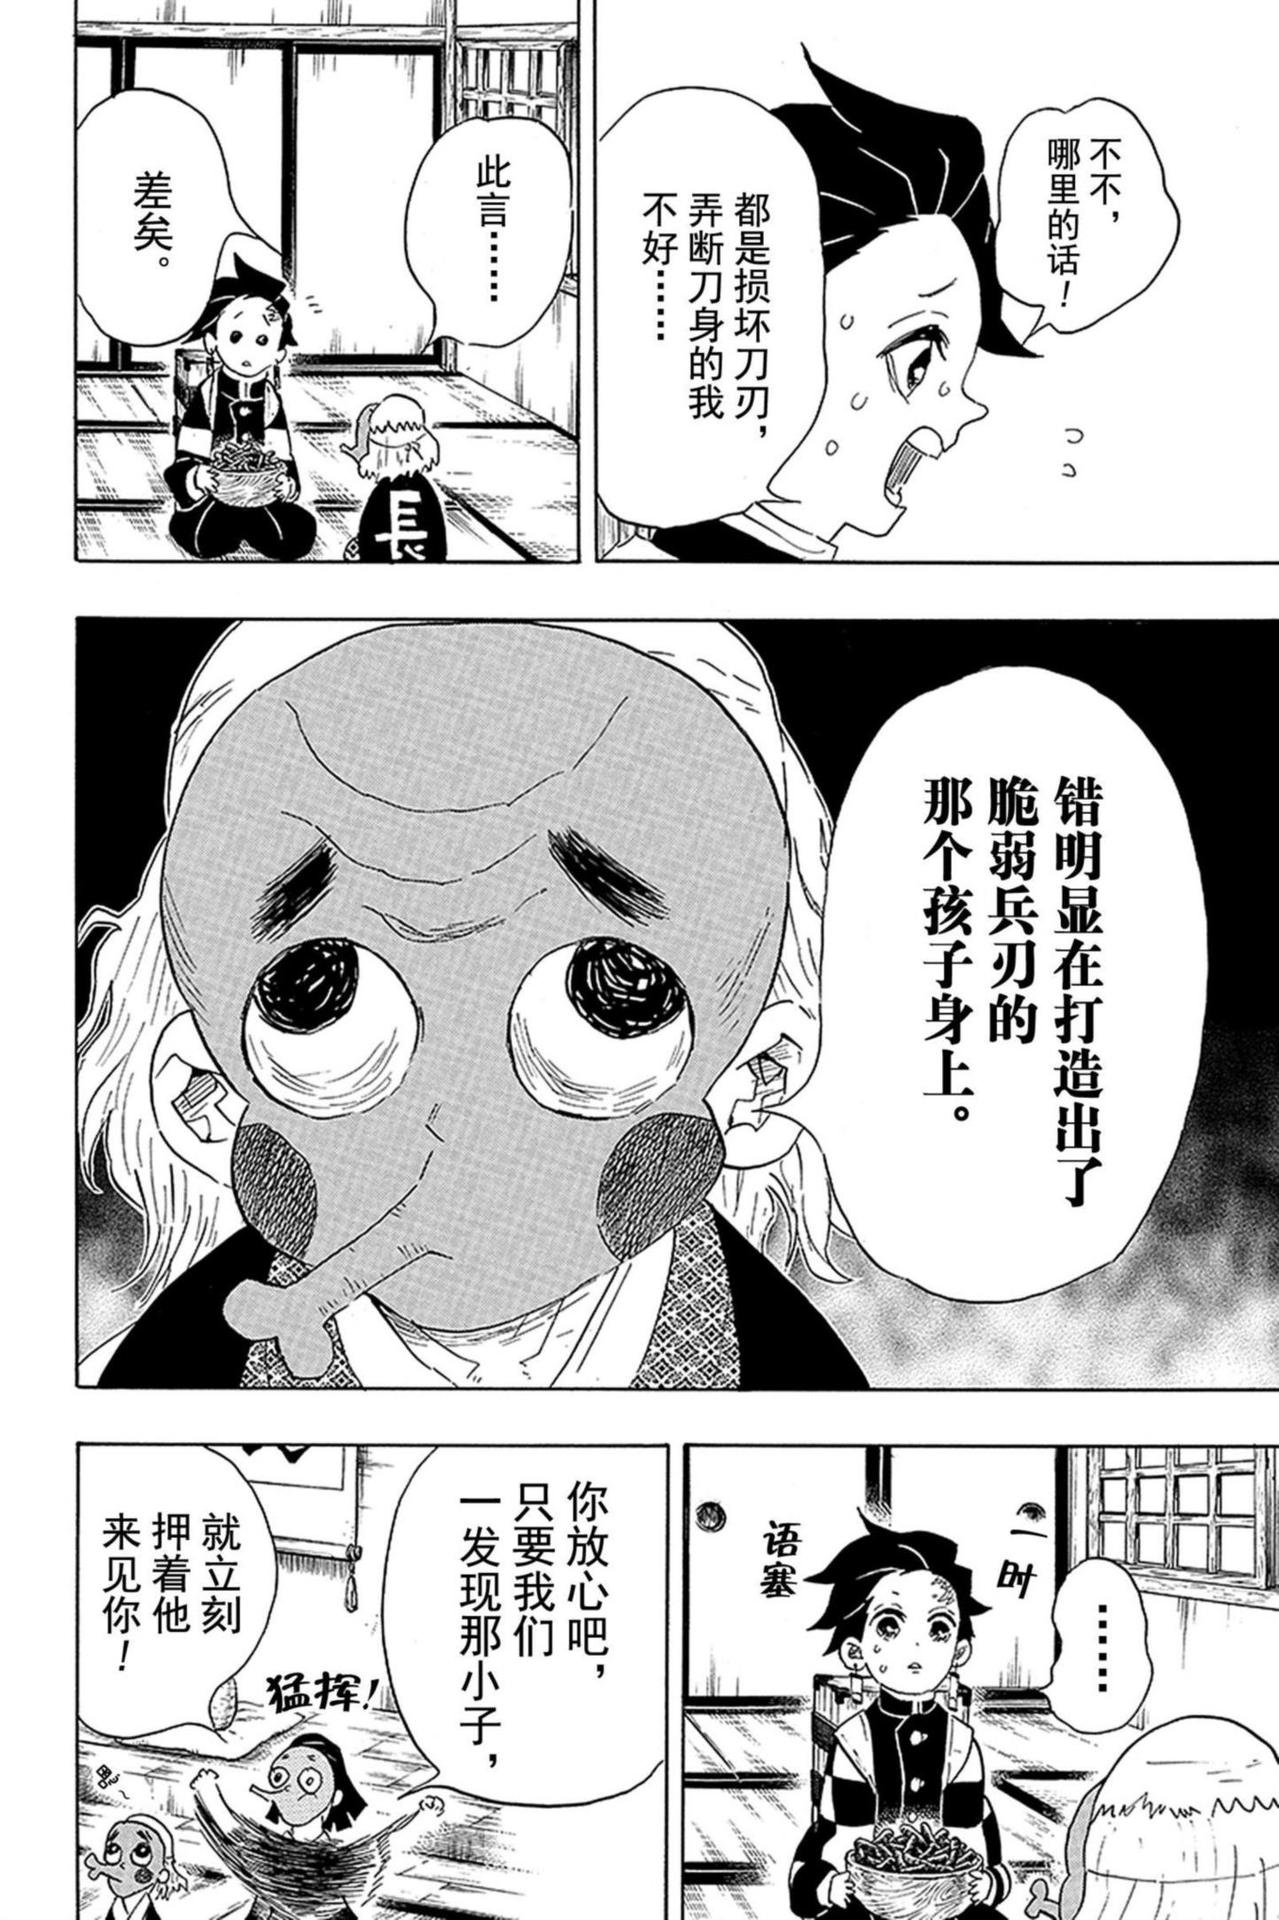 不不，
哪里的话！
都是损坏刀刃，
弄断刀身的我
不好……
此言……
差矣。
長
错明显在打造出了
脆弱兵刃的
那个孩子身上。
……
一时
语塞
你放心吧，
只要我们
一发现那小子，
就立刻
押着他
来见你！
猛挥！
嗯～